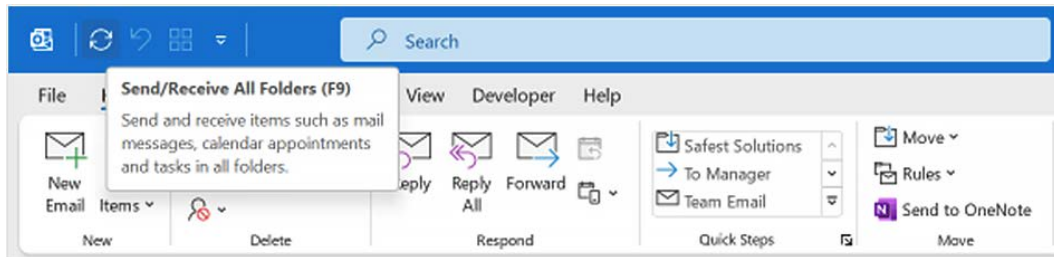 Search
Send/Receive All Folders (F9)
Send and receive items such as mail
messages, calendar appointments
and tasks in all folders.
File
View Developer Help
New
Email
Items
Reply
All
Forward
Safest Solutions
To Manager
Team Email
Move
Rules
Send to OneNote
New
Delete
Respond
Quick Steps
Move